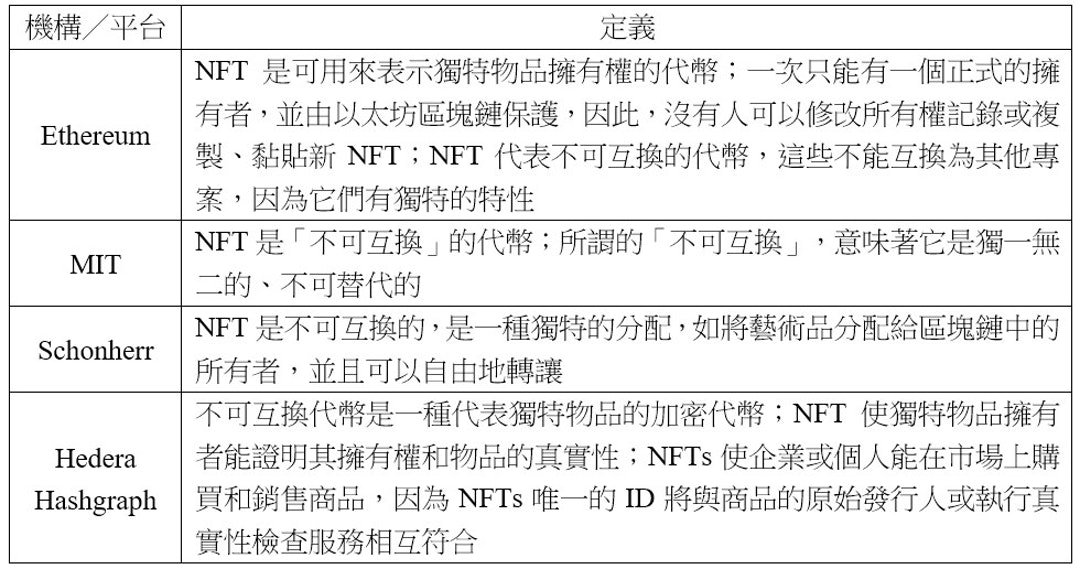 機構／平台
定義
Ethereum
NFT 是可用來表示獨特物品擁有權的代幣；一次只能有一個正式的擁
有者，並由以太坊區塊鏈保護，因此，沒有人可以修改所有權記錄或複
製、黏貼新 NFT；NFT 代表不可互換的代幣，這些不能互換為其他專
案，因為它們有獨特的特性
MIT
NFT 是「不可互換」的代幣；所謂的「不可互換」，意味著它是獨一無
二的、不可替代的
Schonherr
NFT 是不可互換的，是一種獨特的分配，如將藝術品分配給區塊鏈中的
所有者，並且可以自由地轉讓
Hedera
Hashgraph
不可互換代幣是一種代表獨特物品的加密代幣；NFT 使獨特物品擁有
者能證明其擁有權和物品的真實性；NFTs 使企業或個人能在市場上購
買和銷售商品，因為 NFTs 唯一的 ID 將與商品的原始發行人或執行真
實性檢查服務相互符合